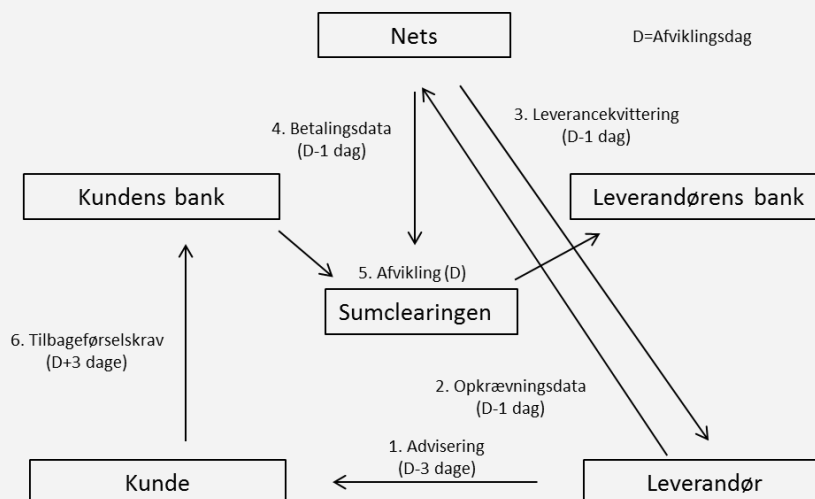 Nets
D=Afviklingsdag
3. Leverancekvittering
(D-1 dag)
4. Betalingsdata
(D-1 dag)
Kundens bank
Leverandørens bank
5. Afvikling (D)
Sumclearingen
6. Tilbageførselskrav
(D+3 dage)
2. Opkrævningsdata
(D-1 dag)
1. Advisering
(D-3 dage)
Kunde
Leverandør